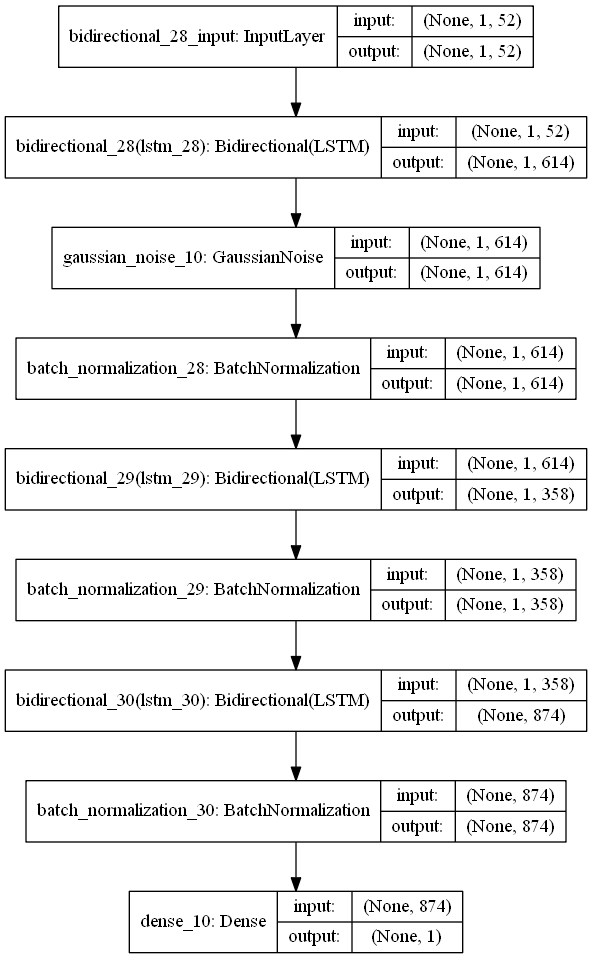 bidirectional_28_input: InputLayer
input: (None, 1, 52)
output: (None, 1, 52)
bidirectional_28(lstm_28): Bidirectional(LSTM)
input: (None, 1, 52)
output: (None, 1, 614)
gaussian_noise_10: GaussianNoise
input: (None, 1, 614)
output: (None, 1, 614)
batch_normalization_28: BatchNormalization
input: (None, 1, 614)
output: (None, 1, 614)
bidirectional_29(lstm_29): Bidirectional(LSTM)
input: (None, 1, 614)
output: (None, 1, 358)
batch_normalization_29: BatchNormalization
input: (None, 1, 358)
output: (None, 1, 358)
bidirectional_30(lstm_30): Bidirectional(LSTM)
input: (None, 1, 358)
output: (None, 874)
batch_normalization_30: BatchNormalization
input: (None, 874)
output: (None, 874)
dense_10: Dense
input: (None, 874)
output: (None, 1)